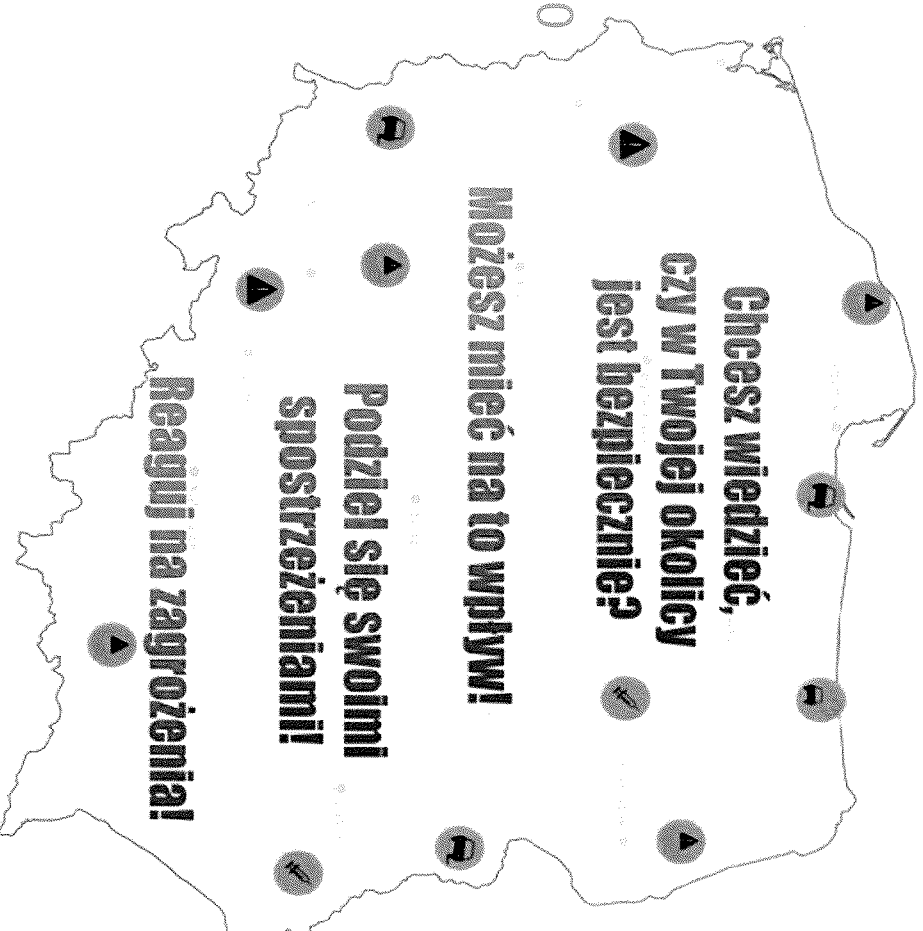 Chcesz wiedzieć,
czy w Twojej okolicy
jest bezpiecznie?
Możesz mieć na to wpływ!
Podziel się swoimi
spostrzeżeniami!
Reaguj na zagrożenia!